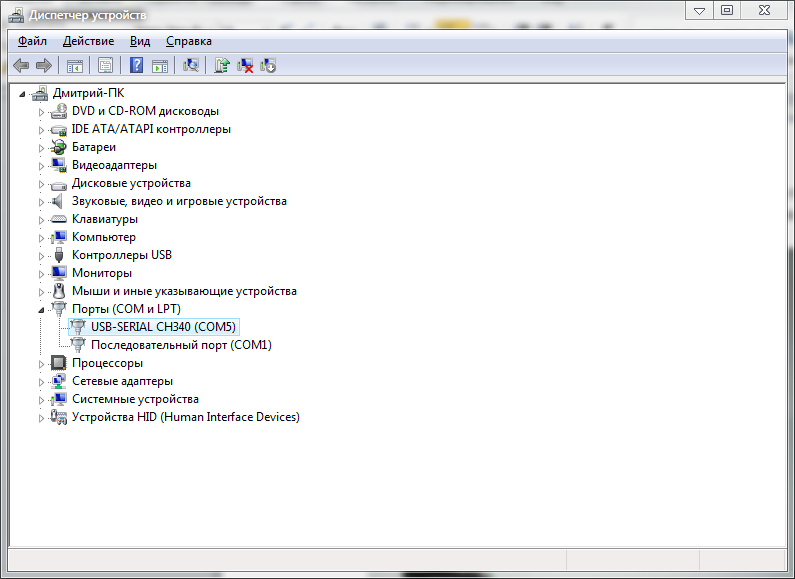 Диспетчер устройств
Файл Действие Вид Справка
Дмитрий-ПК
DVD и CD-ROM дисководы
IDE ATA/ATAPI контроллеры
Батареи
Видеоадаптеры
Дисковые устройства
Звуковые, видео и игровые устройства
Клавиатуры
Компьютер
Контроллеры USB
Мониторы
Мыши и иные указывающие устройства
Порты (COM и LPT)
USB-SERIAL CH340 (COM5)
Последовательный порт (COM1)
Процессоры
Сетевые адаптеры
Системные устройства
Устройства HID (Human Interface Devices)